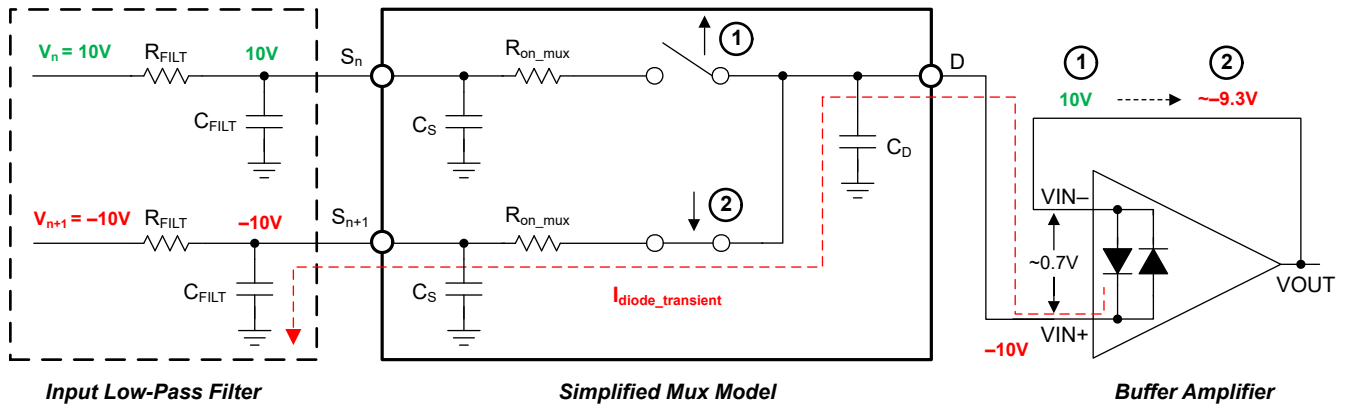 Vn = 10V
RFILT
10V
Sn
Ron_mux
1
D
1
2
10V
~–9.3V
CFILT
CS
CD
Vn+1 = –10V
RFILT
–10V
Sn+1
Ron_mux
2
VIN–
~0.7V
CFILT
CS
Idiode_transient
VOUT
VIN+
–10V
Input Low-Pass Filter
Simplified Mux Model
Buffer Amplifier